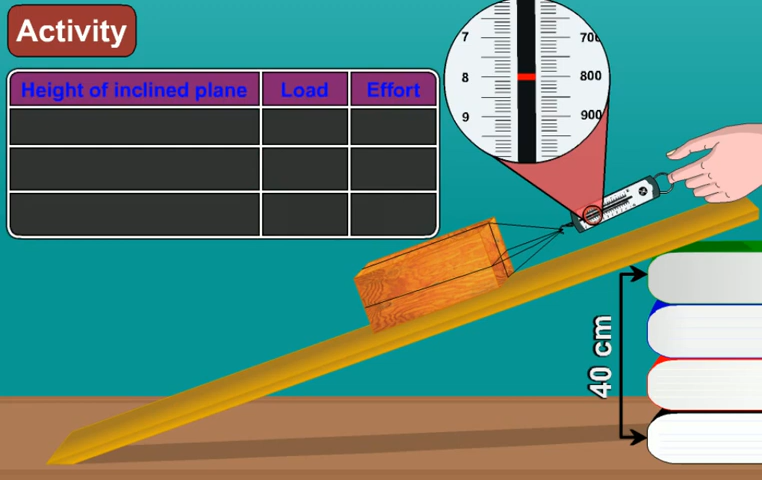 Activity
Height of inclined plane Load Effort
7 700
8 800
9 900
40 cm